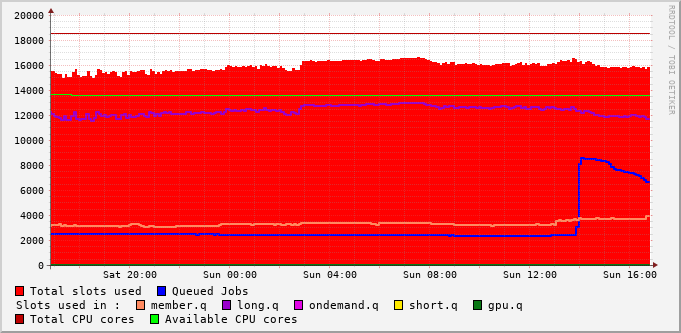 20000
18000
16000
14000
12000
10000
8000
6000
4000
2000
0
Sat 20:00 Sun 00:00 Sun 04:00 Sun 08:00 Sun 12:00 Sun 16:00
Total slots used Queued Jobs
Slots used in : member.q long.q ondemand.q short.q gpu.q
Total CPU cores Available CPU cores
RRDTOOL / TOBI OETIKER